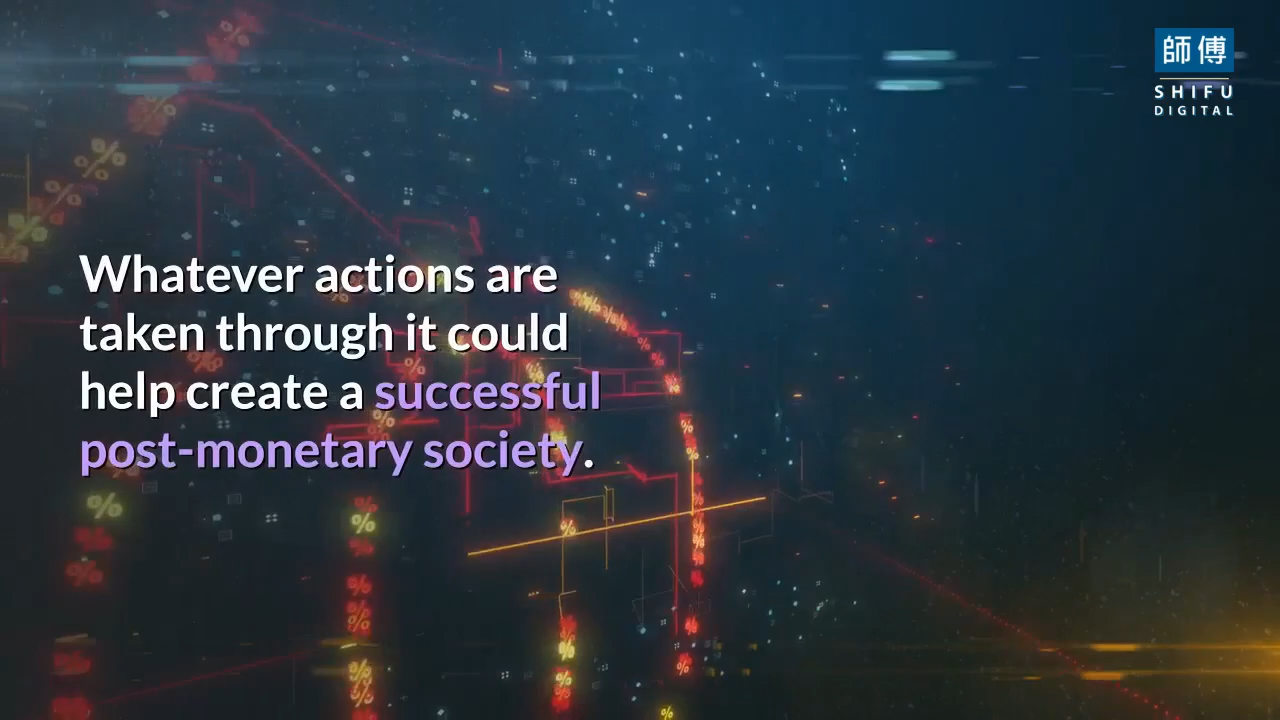 師傅
SHIFU
DIGITAL
Whatever actions are
taken through it could
help create a successful
post-monetary society.